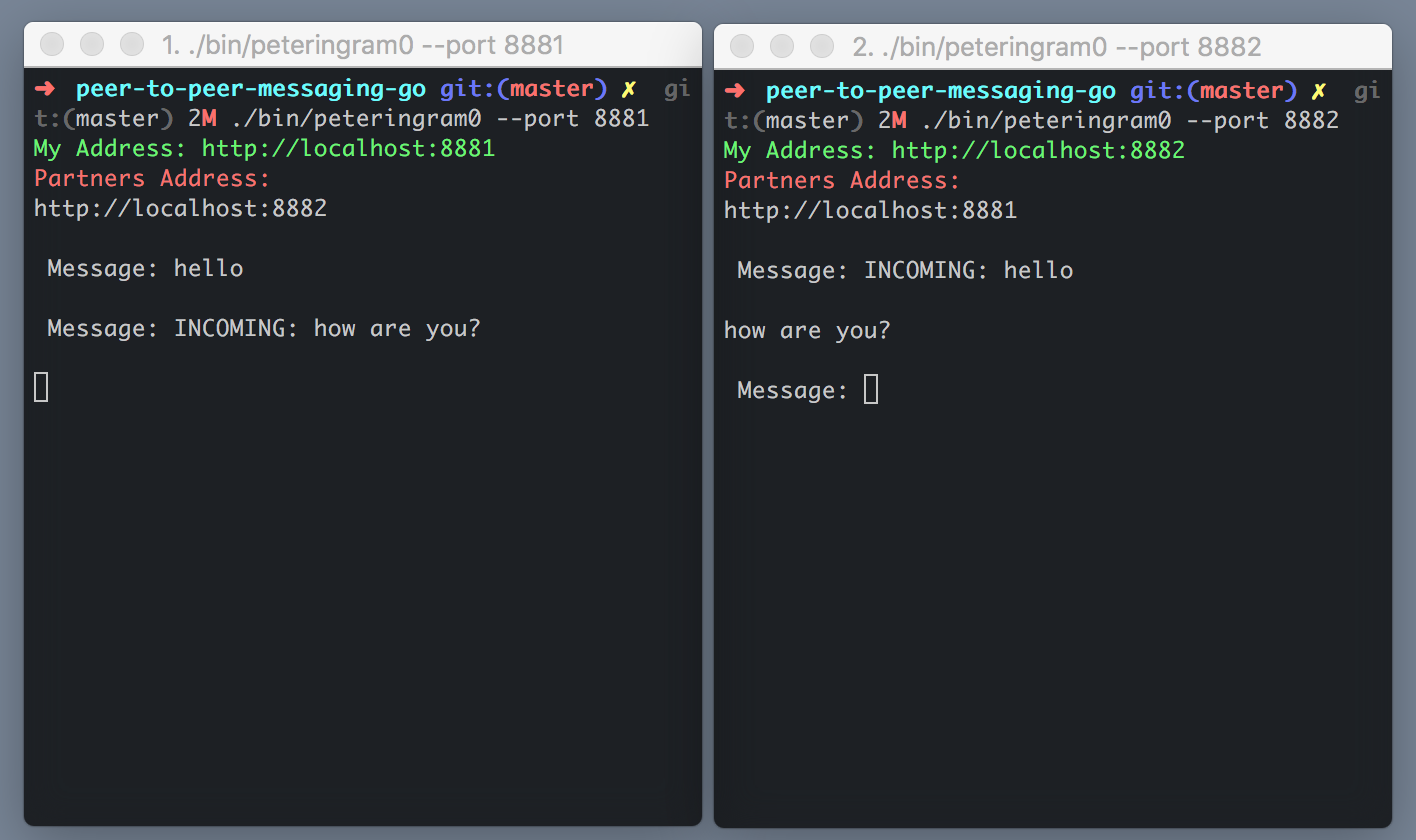 1. ./bin/peteringram0 --port 8881
➜ peer-to-peer-messaging-go git:(master) ✗ gi
t:(master) 2M ./bin/peteringram0 --port 8881
My Address: http://localhost:8881
Partners Address:
http://localhost:8882
Message: hello
Message: INCOMING: how are you?
2. ./bin/peteringram0 --port 8882
➜ peer-to-peer-messaging-go git:(master) ✗ gi
t:(master) 2M ./bin/peteringram0 --port 8882
My Address: http://localhost:8882
Partners Address:
http://localhost:8881
Message: INCOMING: hello
how are you?
Message: